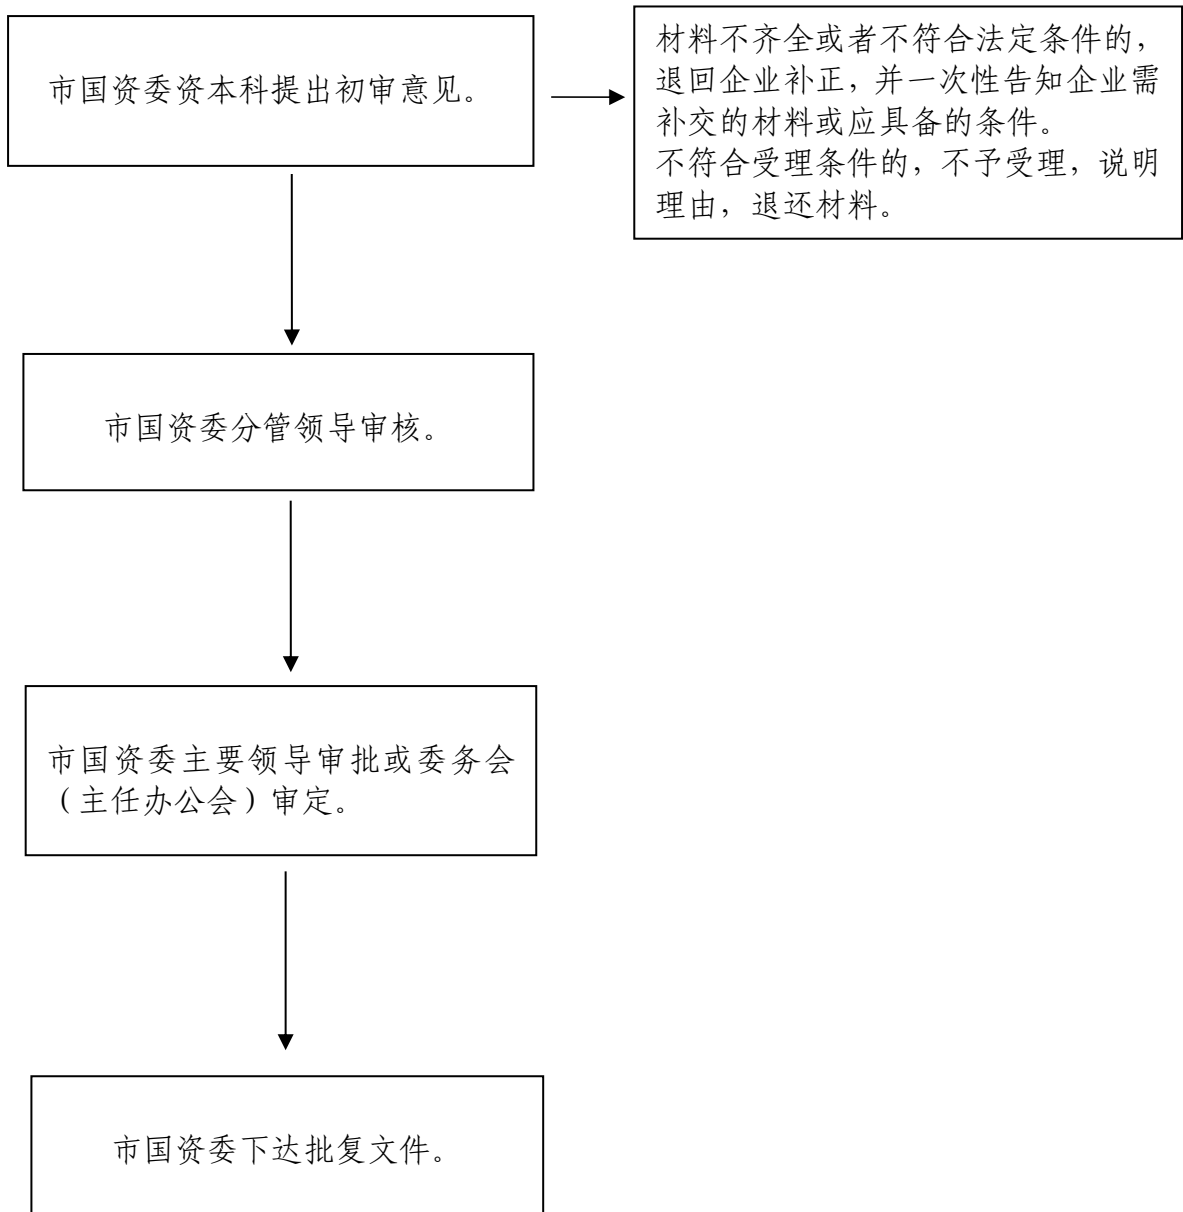 市国资委资本科提出初审意见。
材料不齐全或者不符合法定条件的，
退回企业补正，并一次性告知企业需
补交的材料或应具备的条件。
不符合受理条件的，不予受理，说明
理由，退还材料。
市国资委分管领导审核。
市国资委主要领导审批或委务会
（主任办公会）审定。
市国资委下达批复文件。